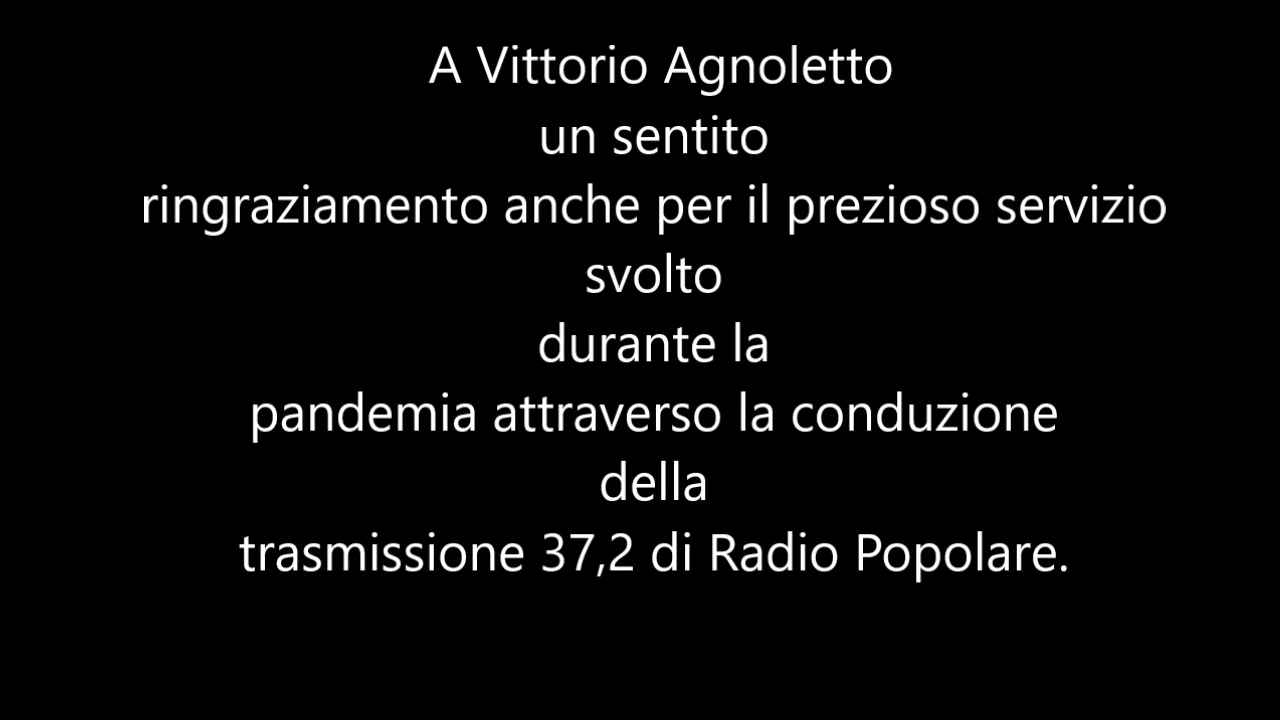 A Vittorio Agnoletto
un sentito
ringraziamento anche per il prezioso servizio
svolto
durante la
pandemia attraverso la conduzione
della
trasmissione 37,2 di Radio Popolare.